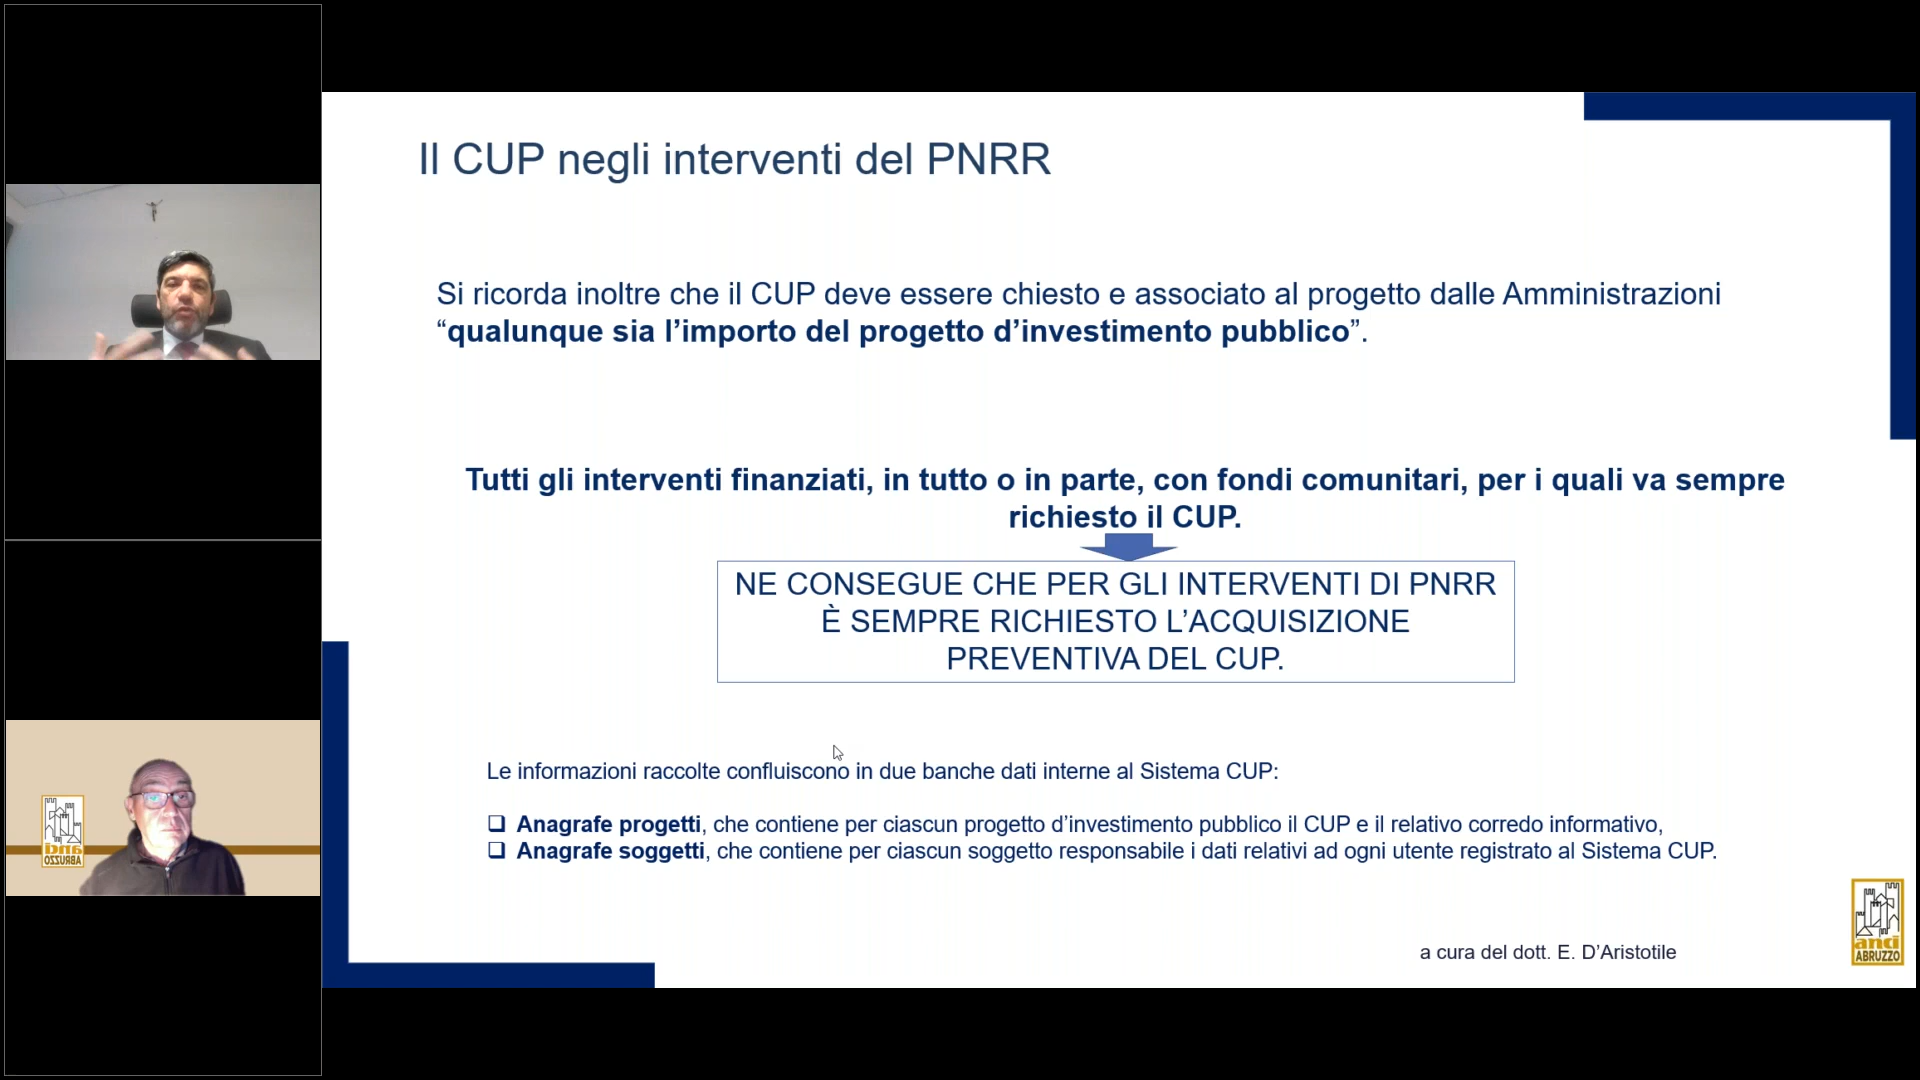 Il CUP negli interventi del PNRR
Si ricorda inoltre che il CUP deve essere chiesto e associato al progetto dalle Amministrazioni
“qualunque sia l’importo del progetto d’investimento pubblico”.
Tutti gli interventi finanziati, in tutto o in parte, con fondi comunitari, per i quali va sempre
richiesto il CUP.
NE CONSEGUE CHE PER GLI INTERVENTI DI PNRR
È SEMPRE RICHIESTO L’ACQUISIZIONE
PREVENTIVA DEL CUP.
Le informazioni raccolte confluiscono in due banche dati interne al Sistema CUP:
❑ Anagrafe progetti, che contiene per ciascun progetto d’investimento pubblico il CUP e il relativo corredo informativo,
❑ Anagrafe soggetti, che contiene per ciascun soggetto responsabile i dati relativi ad ogni utente registrato al Sistema CUP.
a cura del dott. E. D’Aristotile
anci
ABRUZZO
anci
ABRUZZO